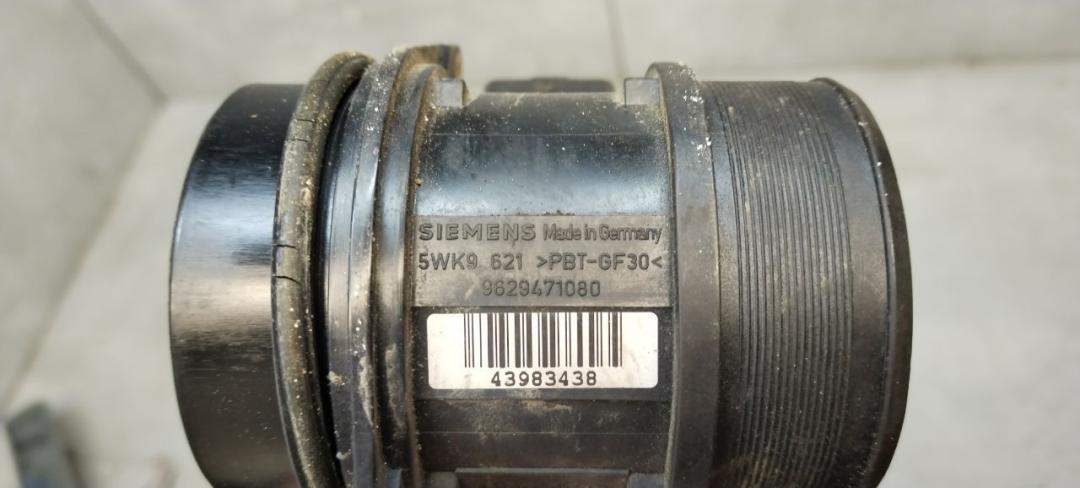 SIEMENS Made in Germany
5WK9 621 >PBT-GF30<
9629471080
43983438